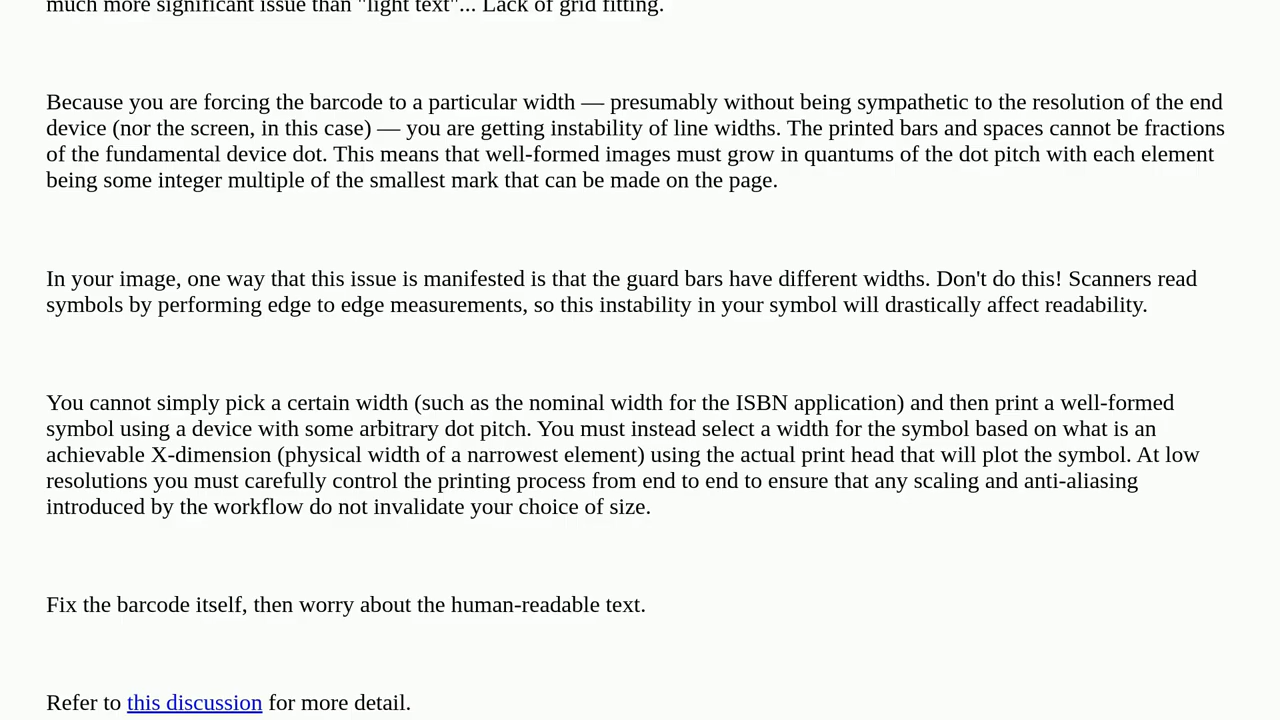 much more significant issue than "light text"... Lack of grid fitting.
Because you are forcing the barcode to a particular width — presumably without being sympathetic to the resolution of the end
device (nor the screen, in this case) — you are getting instability of line widths. The printed bars and spaces cannot be fractions
of the fundamental device dot. This means that well-formed images must grow in quantums of the dot pitch with each element
being some integer multiple of the smallest mark that can be made on the page.
In your image, one way that this issue is manifested is that the guard bars have different widths. Don't do this! Scanners read
symbols by performing edge to edge measurements, so this instability in your symbol will drastically affect readability.
You cannot simply pick a certain width (such as the nominal width for the ISBN application) and then print a well-formed
symbol using a device with some arbitrary dot pitch. You must instead select a width for the symbol based on what is an
achievable X-dimension (physical width of a narrowest element) using the actual print head that will plot the symbol. At low
resolutions you must carefully control the printing process from end to end to ensure that any scaling and anti-aliasing
introduced by the workflow do not invalidate your choice of size.
Fix the barcode itself, then worry about the human-readable text.
Refer to this discussion for more detail.